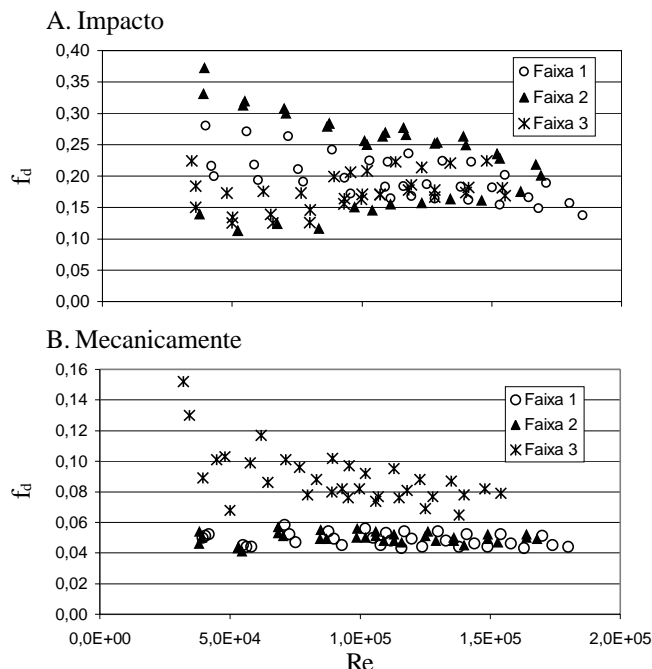 A. Impacto
0,40
0,35
0,30
0,25
0,20
0,15
0,10
0,05
0,00
f_d
Faixa 1
Faixa 2
Faixa 3
B. Mecanicamente
0,16
0,14
0,12
0,10
0,08
0,06
0,04
0,02
0,00
f_d
Faixa 1
Faixa 2
Faixa 3
0,0E+00 5,0E+04 1,0E+05 1,5E+05 2,0E+05
Re